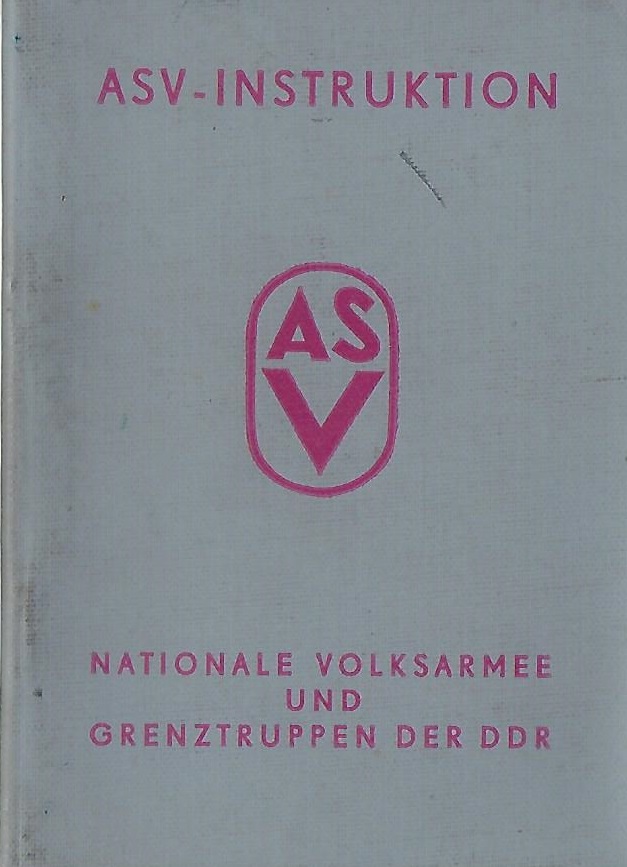 ASV-INSTRUKTION
AS
V
NATIONALE VOLKSARMEE
UND
GRENZTRUPPEN DER DDR